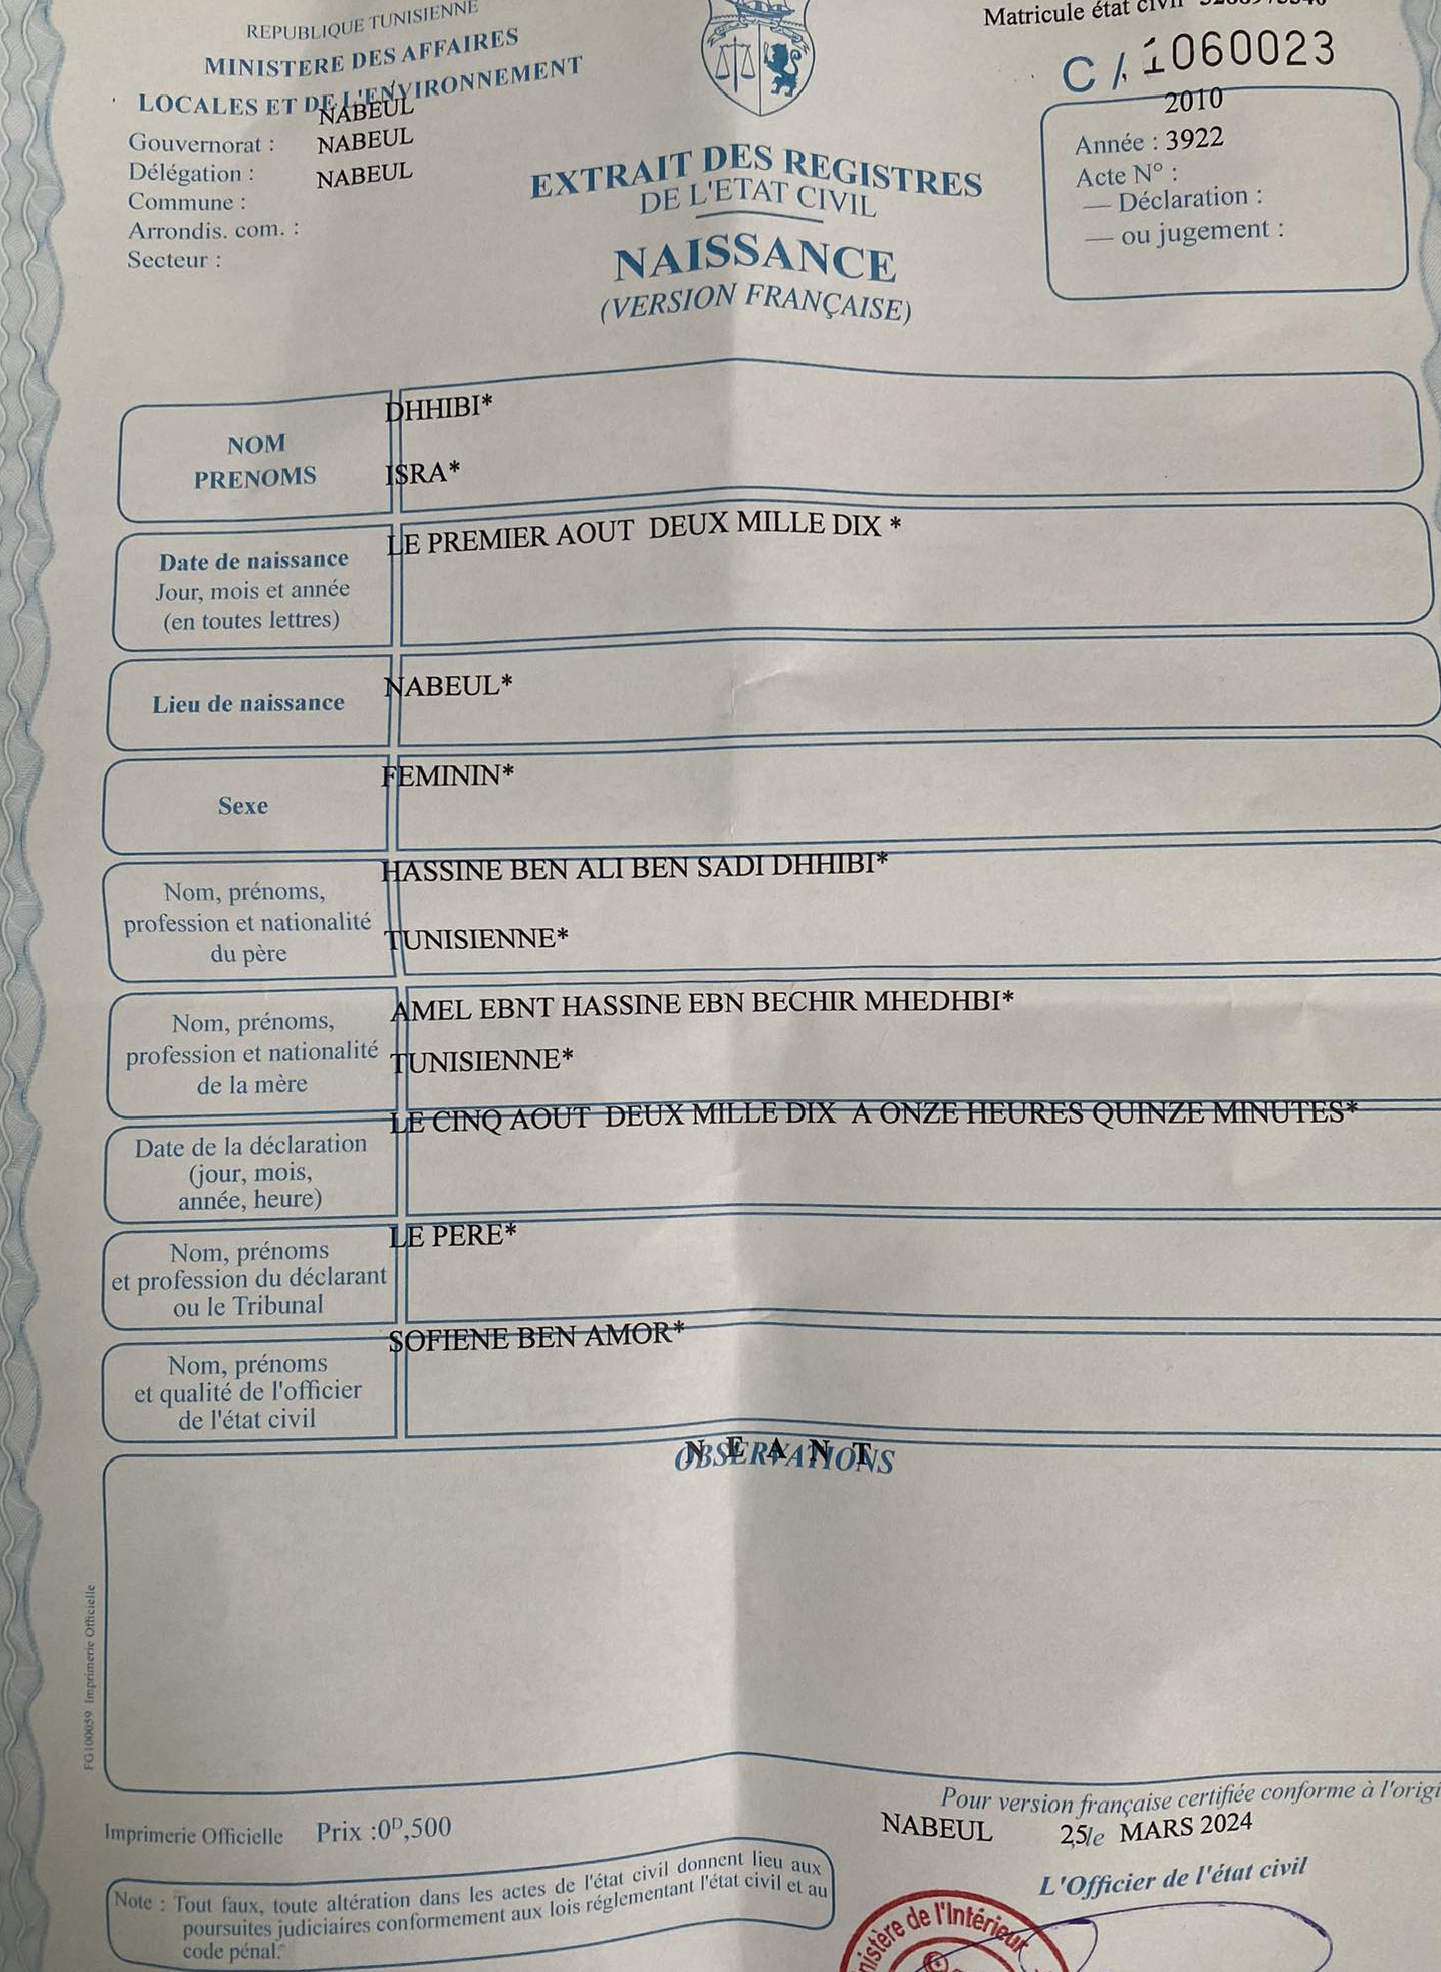 REPUBLIQUE TUNISIENNE
MINISTERE DES AFFAIRES
LOCALES ET DE L'ENVIRONNEMENT
NABEUL
Gouvernorat : NABEUL
Délégation : NABEUL
Commune :
Arrondis. com. :
Secteur :
Matricule état civil
C / 1060023
2010
Année : 3922
Acte N° :
— Déclaration :
— ou jugement :
EXTRAIT DES REGISTRES
DE L'ETAT CIVIL
NAISSANCE
(VERSION FRANÇAISE)
NOM
PRENOMS
DHHIBI*
ISRA*
Date de naissance
Jour, mois et année
(en toutes lettres)
LE PREMIER AOUT DEUX MILLE DIX *
Lieu de naissance
NABEUL*
Sexe
FEMININ*
Nom, prénoms,
profession et nationalité
du père
HASSINE BEN ALI BEN SADI DHHIBI*
TUNISIENNE*
Nom, prénoms,
profession et nationalité
de la mère
AMEL EBNT HASSINE EBN BECHIR MHEDHBI*
TUNISIENNE*
Date de la déclaration
(jour, mois,
année, heure)
LE CINQ AOUT DEUX MILLE DIX A ONZE HEURES QUINZE MINUTES*
Nom, prénoms
et profession du déclarant
ou le Tribunal
LE PERE*
Nom, prénoms
et qualité de l'officier
de l'état civil
SOFIENE BEN AMOR*
OBSERVATIONS
N E A N T
FG100059 Imprimerie Officielle
Imprimerie Officielle Prix :0ᴰ,500
Pour version française certifiée conforme à l'origi
NABEUL 25 le MARS 2024
L'Officier de l'état civil
Note : Tout faux, toute altération dans les actes de l'état civil donnent lieu aux
poursuites judiciaires conformement aux lois réglementant l'état civil et au
code pénal.
nistère de l'Intérieur